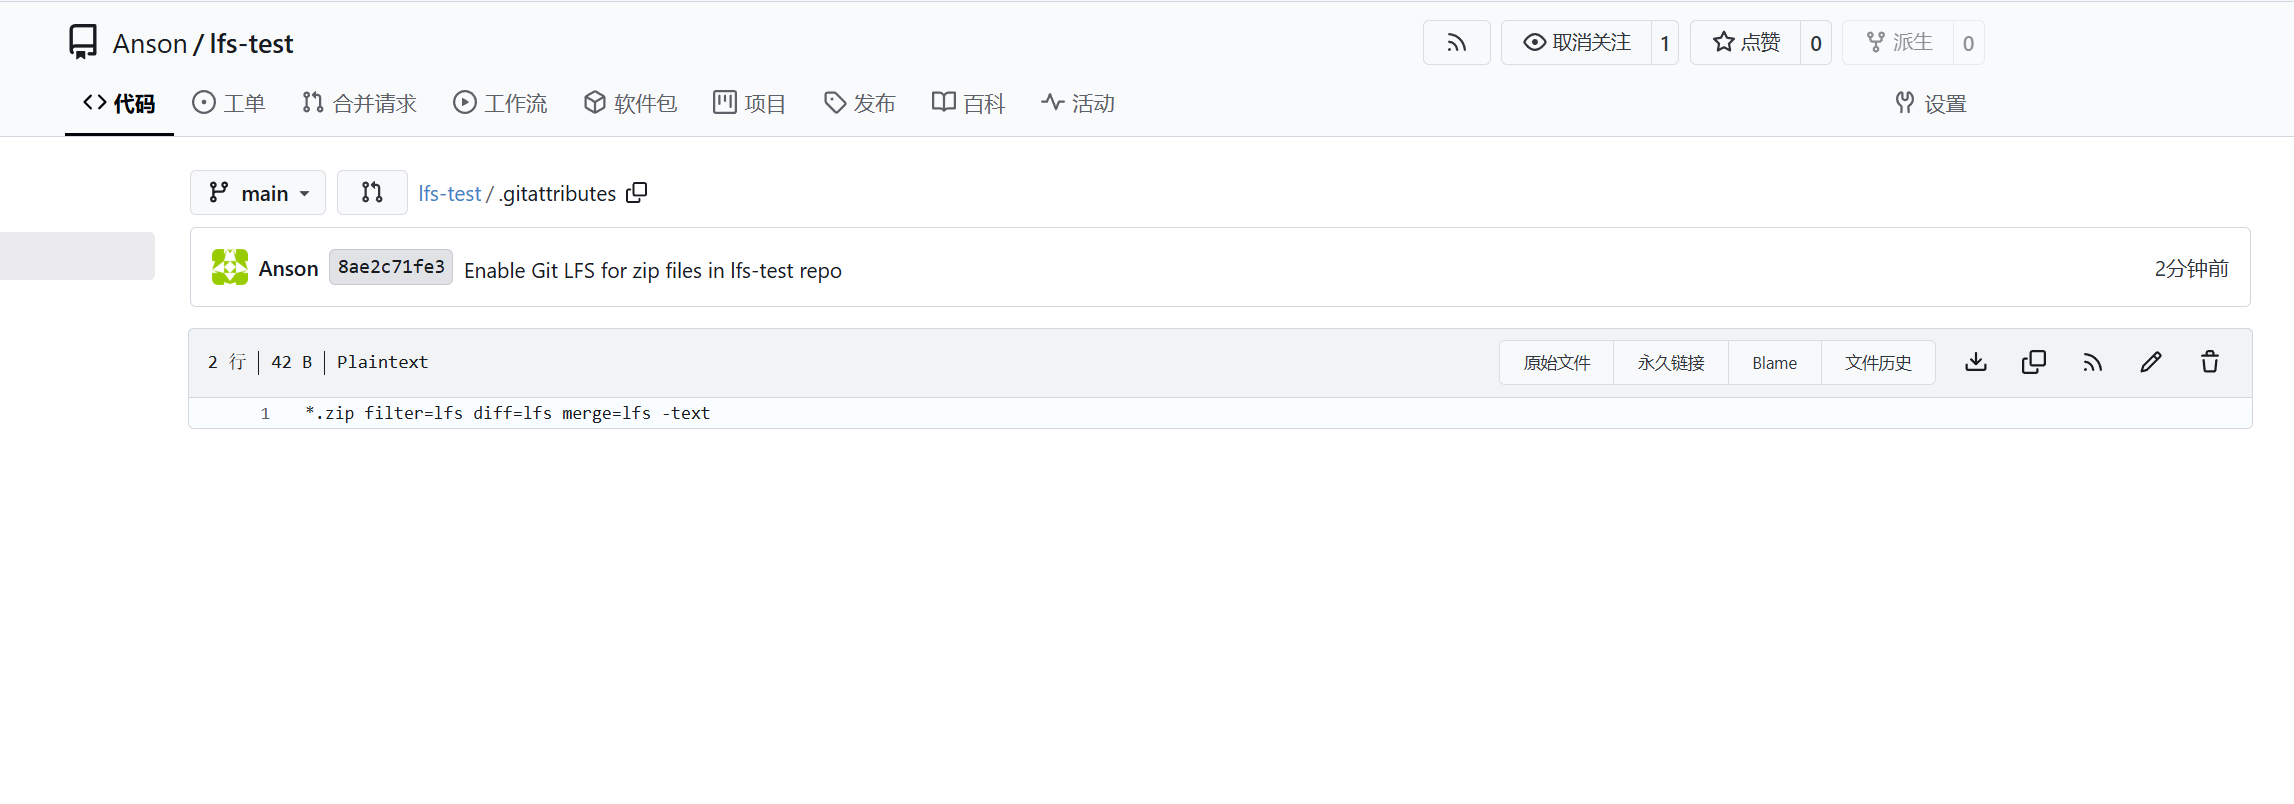 Anson / lfs-test
取消关注 1
点赞 0
派生 0
代码 工单 合并请求 工作流 软件包 项目 发布 百科 活动 设置
main lfs-test / .gitattributes
Anson 8ae2c71fe3 Enable Git LFS for zip files in lfs-test repo 2分钟前
2 行 | 42 B | Plaintext 原始文件 永久链接 Blame 文件历史
1 *.zip filter=lfs diff=lfs merge=lfs -text